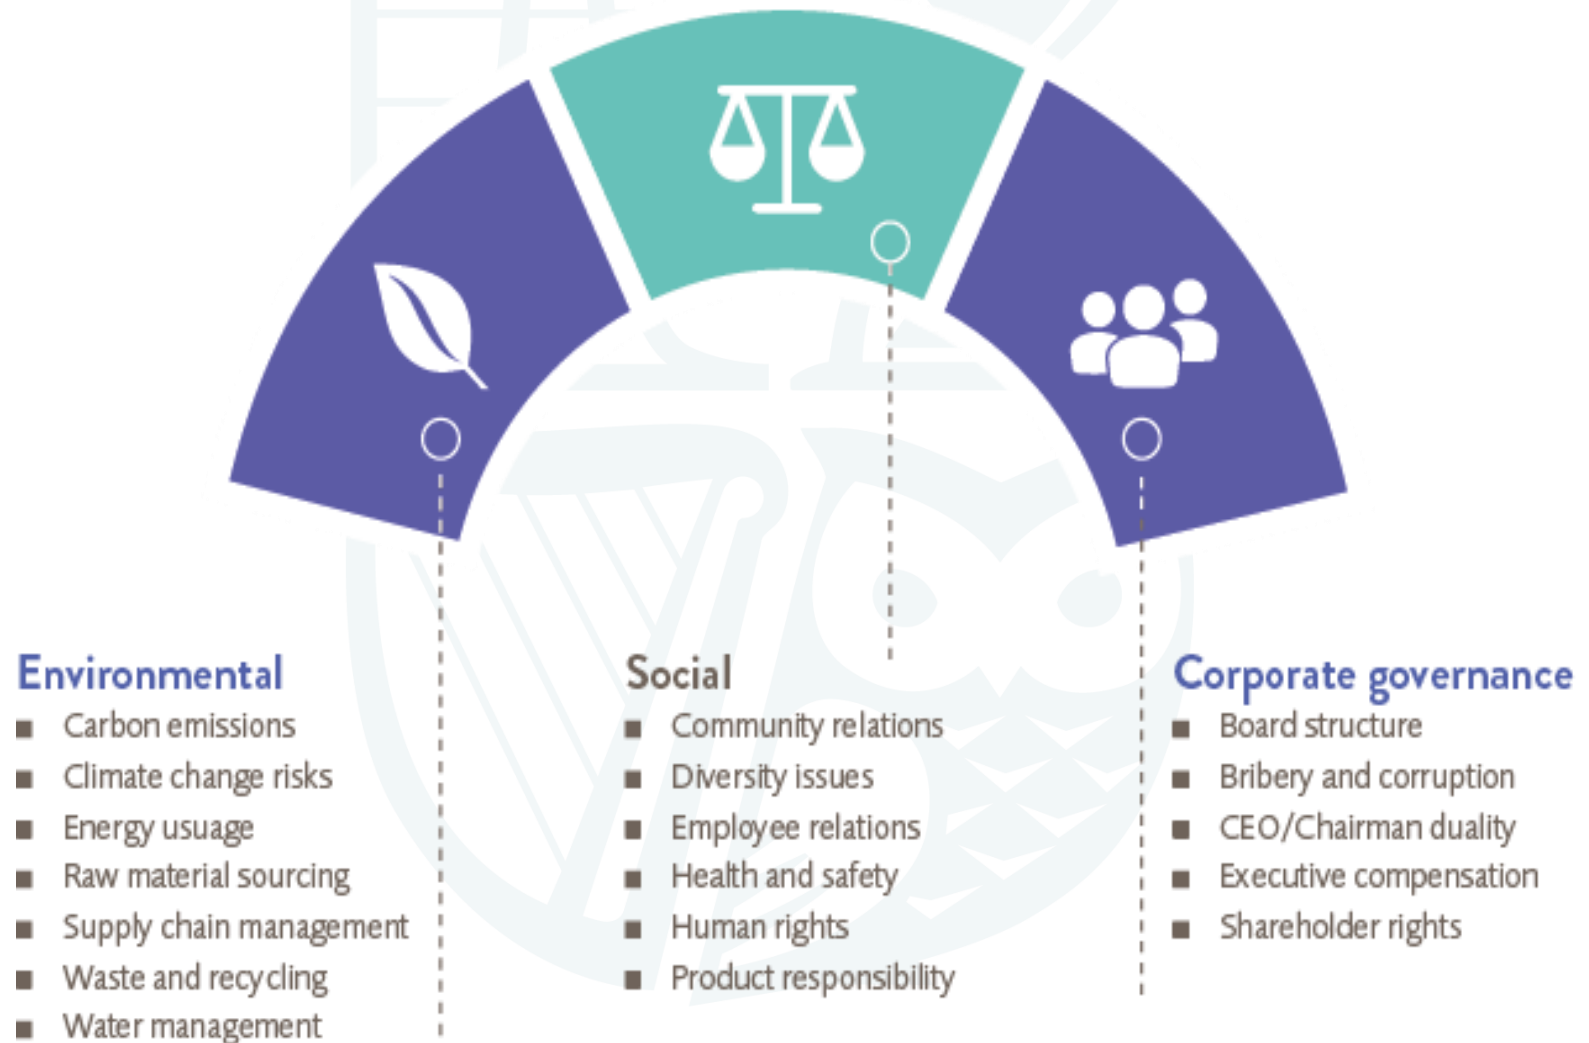 Environmental
Carbon emissions
Climate change risks
Energy usuage
Raw material sourcing
Supply chain management
Waste and recycling
Water management
Social
Community relations
Diversity issues
Employee relations
Health and safety
Human rights
Product responsibility
Corporate governance
Board structure
Bribery and corruption
CEO/Chairman duality
Executive compensation
Shareholder rights